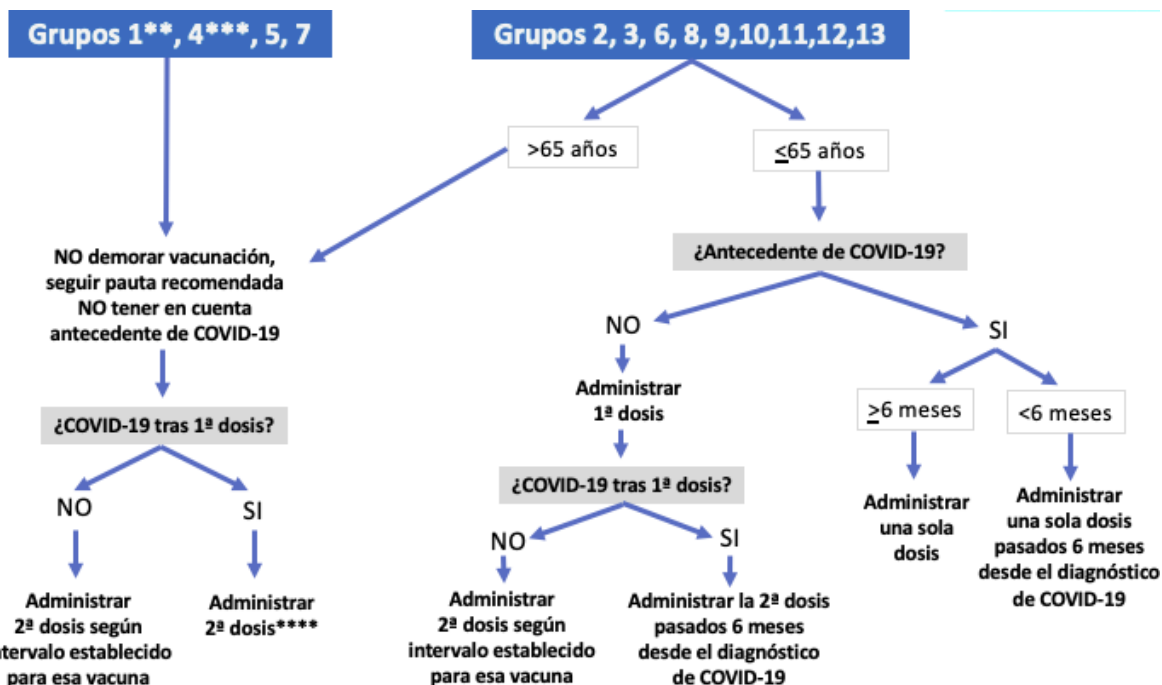 Grupos 1**, 4***, 5, 7
Grupos 2, 3, 6, 8, 9,10,11,12,13
>65 años
<65 años
NO demorar vacunación,
seguir pauta recomendada
NO tener en cuenta
antecedente de COVID-19
¿Antecedente de COVID-19?
NO
SI
Administrar
1ª dosis
>6 meses
<6 meses
¿COVID-19 tras 1ª dosis?
NO
SI
¿COVID-19 tras 1ª dosis?
NO
SI
Administrar
una sola
dosis
Administrar
una sola dosis
pasados 6 meses
desde el diagnóstico
de COVID-19
Administrar
2ª dosis según
ntervalo establecido
para esa vacuna
Administrar
2ª dosis****
Administrar
2ª dosis según
intervalo establecido
para esa vacuna
Administrar la 2ª dosis
pasados 6 meses
desde el diagnóstico
de COVID-19